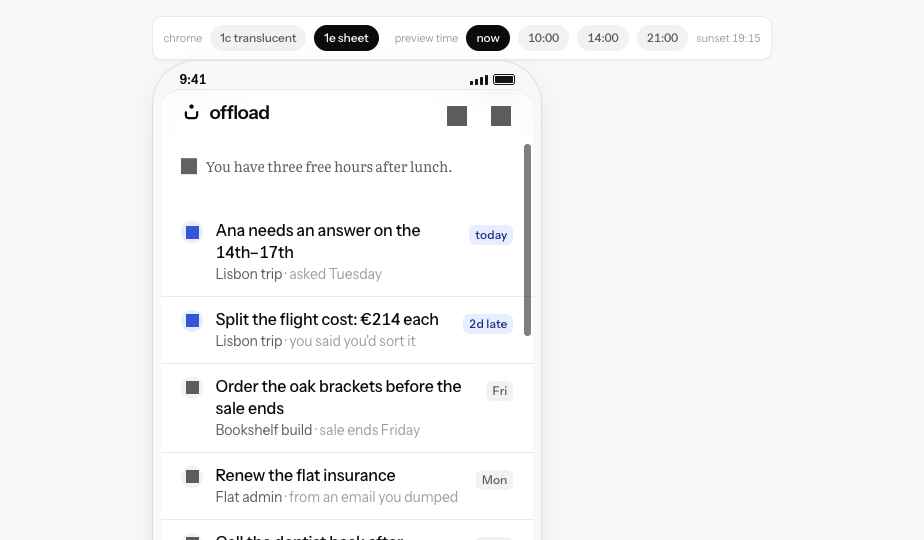 chrome 1c translucent 1e sheet preview time now 10:00 14:00 21:00 sunset 19:15
9:41
offload
You have three free hours after lunch.
Ana needs an answer on the
14th–17th
today
Lisbon trip · asked Tuesday
Split the flight cost: €214 each
2d late
Lisbon trip · you said you'd sort it
Order the oak brackets before the
sale ends
Fri
Bookshelf build · sale ends Friday
Renew the flat insurance
Mon
Flat admin · from an email you dumped